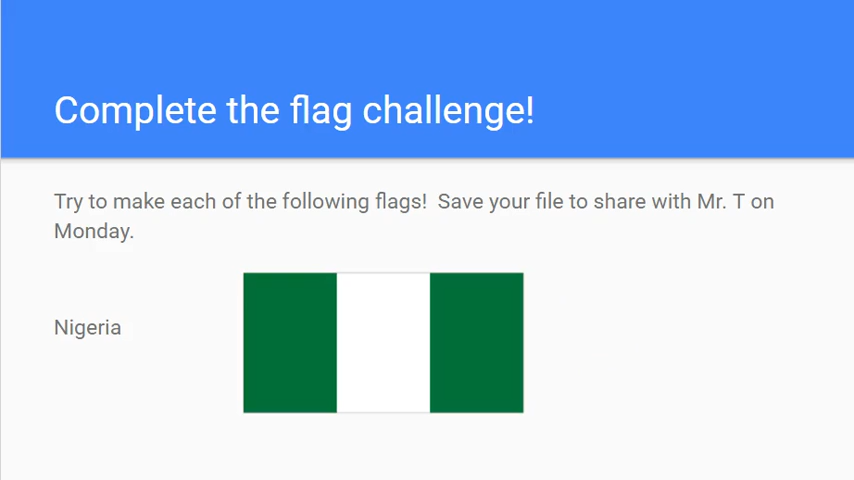 Complete the flag challenge!
Try to make each of the following flags!  Save your file to share with Mr. T on
Monday.
Nigeria